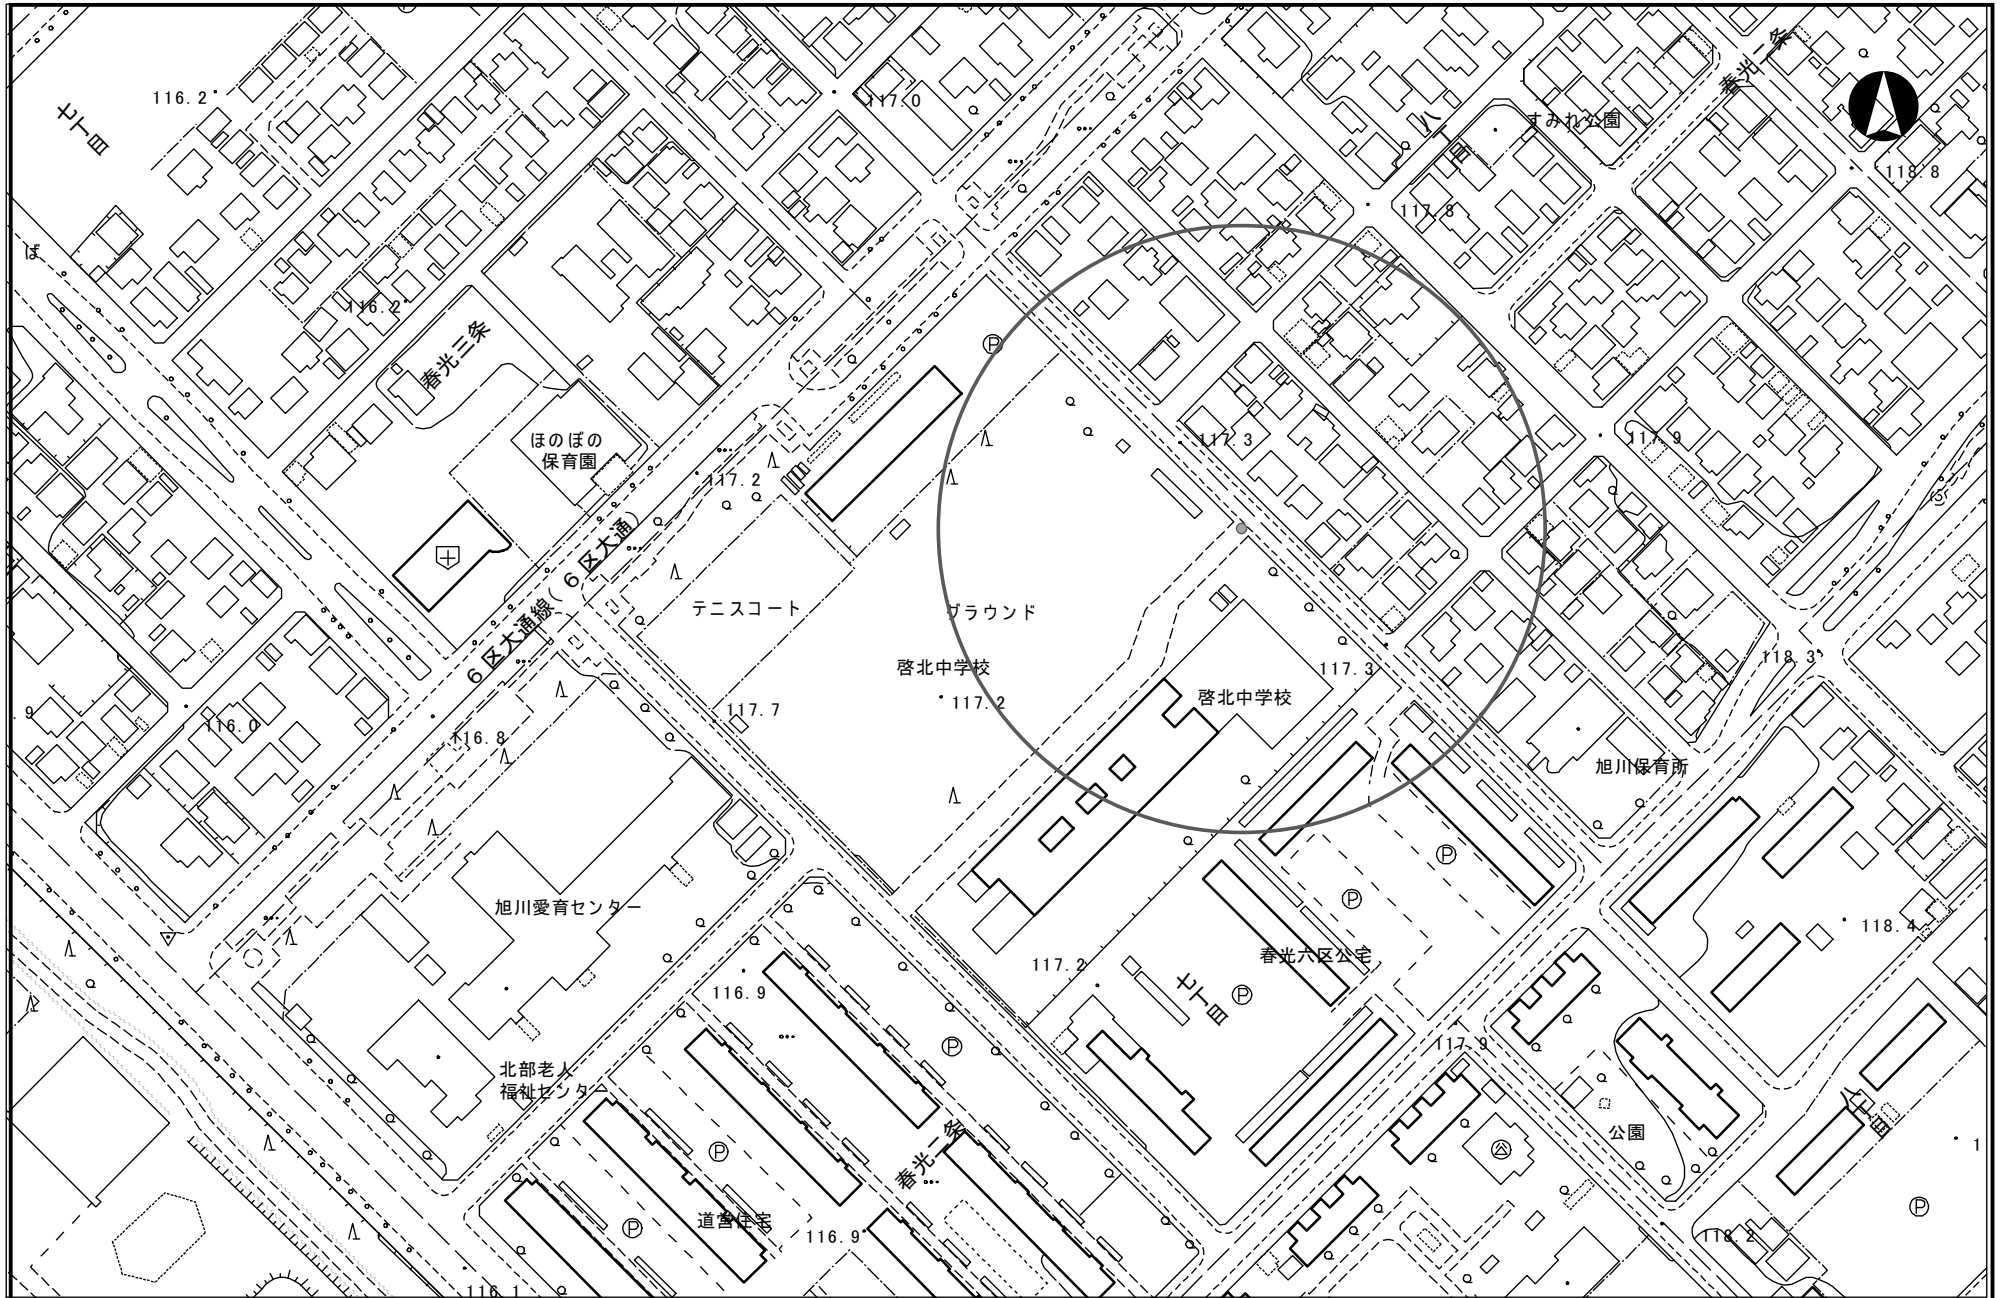 116.2
七丁目
117.0
春光一条
すみれ公園
八丁目
118.8
117.8
ば
116.2
春光三条
Ⓟ
ほのぼの
保育園
117.3
117.9
117.2
6区大通線(6区大通)
テニスコート
グラウンド
啓北中学校
117.2
117.3
啓北中学校
118.3
.9
116.0
116.8
117.7
旭川保育所
Ⓟ
Ⓟ
旭川愛育センター
118.4
春光六区公宅
117.2
七丁目
116.9
Ⓟ
Ⓟ
117.9
北部老人
福祉センター
八丁目
公園
公
1
Ⓟ
春光二条
Ⓟ
Ⓟ
道営住宅
116.9
118.2
116.1